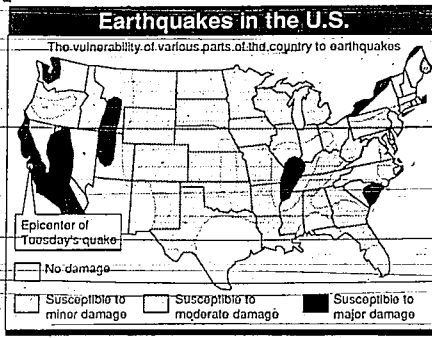 Earthquakes in the U.S.
The vulnerability of various parts of the country to earthquakes
Epicenter of
Tuesday's quake
No damage
Susceptible to
minor damage
Susceptible to
moderate damage
Susceptible to
major damage